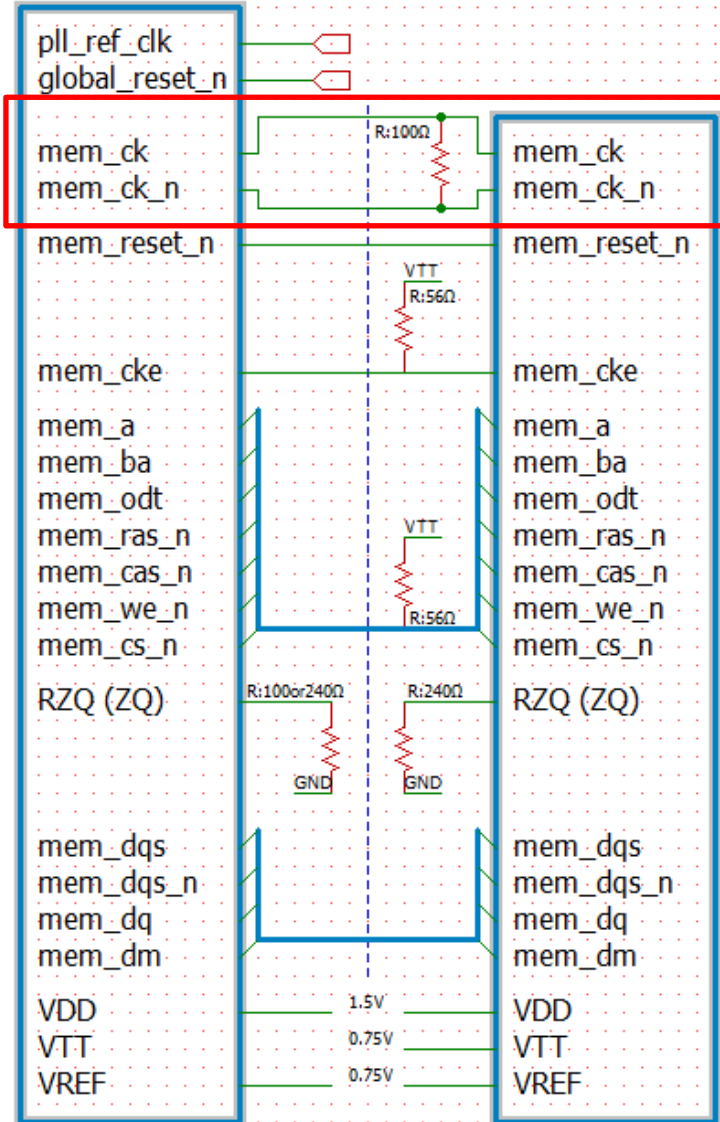 pll_ref_clk
global_reset_n
R:100Ω
mem_ck mem_ck
mem_ck_n mem_ck_n
mem_reset_n mem_reset_n
VTT
R:56Ω
mem_cke mem_cke
mem_a mem_a
mem_ba mem_ba
mem_odt mem_odt
VTT
mem_ras_n mem_ras_n
mem_cas_n mem_cas_n
mem_we_n mem_we_n
R:56Ω
mem_cs_n mem_cs_n
RZQ (ZQ) R:100or240Ω R:240Ω RZQ (ZQ)
GND GND
mem_dqs mem_dqs
mem_dqs_n mem_dqs_n
mem_dq mem_dq
mem_dm mem_dm
VDD 1.5V VDD
VTT 0.75V VTT
VREF 0.75V VREF